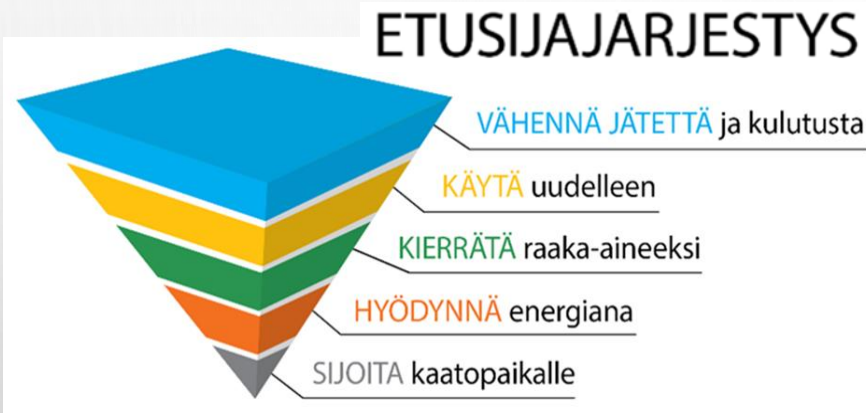 ETUSIJAJARJESTYS
VÄHENNÄ JÄTETTÄ ja kulutusta
KÄYTÄ uudelleen
KIERRÄTÄ raaka-aineeksi
HYÖDYNNÄ energiana
SIJOITA kaatopaikalle